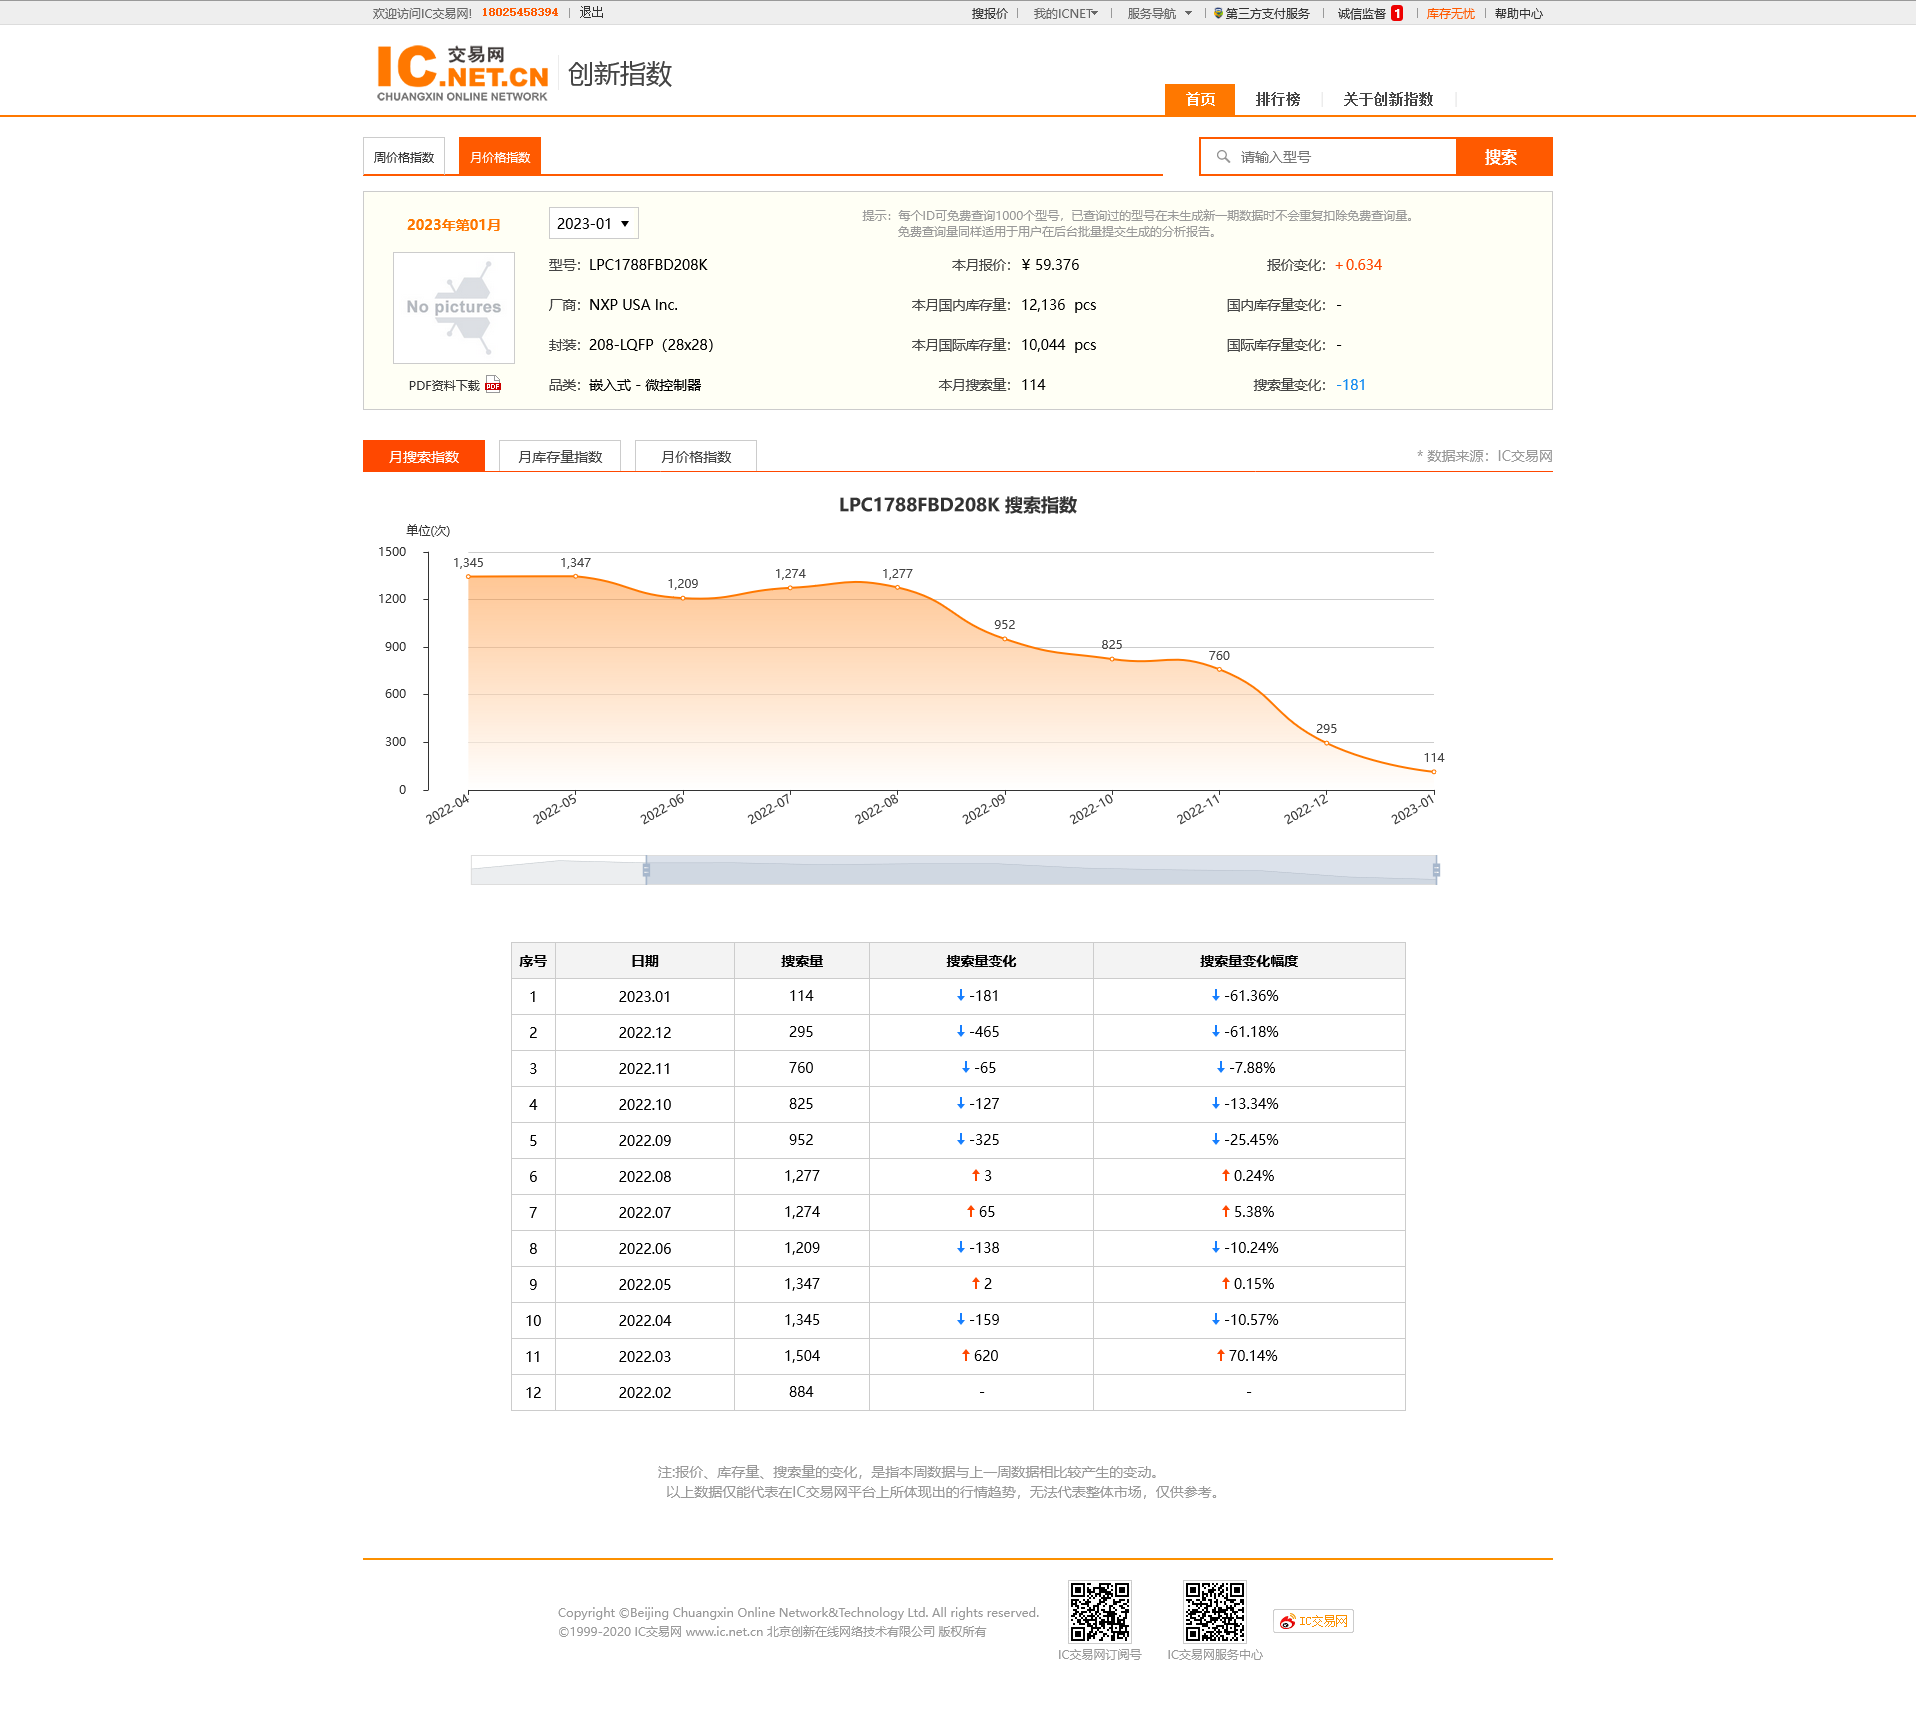 欢迎访问IC交易网! 18025458394 退出 搜报价 我的ICNET 服务导航 第三方支付服务 诚信监督 1 库存无忧 帮助中心
IC.NET.CN 交易网 创新指数
CHUANGXIN ONLINE NETWORK
首页 排行榜 关于创新指数
周价格指数 月价格指数 请输入型号 搜索
2023年第01月 2023-01 提示：每个ID可免费查询1000个型号，已查询过的型号在未生成新一期数据时不会重复扣除免费查询量。
免费查询量同样适用于用户在后台批量提交生成的分析报告。
型号：LPC1788FBD208K 本月报价：¥ 59.376 报价变化：+0.634
No pictures
厂商：NXP USA Inc. 本月国内库存量：12,136 pcs 国内库存量变化：-
封装：208-LQFP（28x28） 本月国际库存量：10,044 pcs 国际库存量变化：-
PDF资料下载 PDF 品类：嵌入式 - 微控制器 本月搜索量：114 搜索量变化：-181
月搜索指数 月库存量指数 月价格指数 * 数据来源：IC交易网
LPC1788FBD208K 搜索指数
单位(次)
1500
1200
900
600
300
0
1,345 1,347 1,209 1,274 1,277 952 825 760 295 114
2022-04 2022-05 2022-06 2022-07 2022-08 2022-09 2022-10 2022-11 2022-12 2023-01
序号 日期 搜索量 搜索量变化 搜索量变化幅度
1 2023.01 114 ↓ -181 ↓ -61.36%
2 2022.12 295 ↓ -465 ↓ -61.18%
3 2022.11 760 ↓ -65 ↓ -7.88%
4 2022.10 825 ↓ -127 ↓ -13.34%
5 2022.09 952 ↓ -325 ↓ -25.45%
6 2022.08 1,277 ↑ 3 ↑ 0.24%
7 2022.07 1,274 ↑ 65 ↑ 5.38%
8 2022.06 1,209 ↓ -138 ↓ -10.24%
9 2022.05 1,347 ↑ 2 ↑ 0.15%
10 2022.04 1,345 ↓ -159 ↓ -10.57%
11 2022.03 1,504 ↑ 620 ↑ 70.14%
12 2022.02 884 - -
注:报价、库存量、搜索量的变化，是指本周数据与上一周数据相比较产生的变动。
以上数据仅能代表在IC交易网平台上所体现出的行情趋势，无法代表整体市场，仅供参考。
Copyright ©Beijing Chuangxin Online Network&Technology Ltd. All rights reserved.
©1999-2020 IC交易网 www.ic.net.cn 北京创新在线网络技术有限公司 版权所有
IC交易网订阅号 IC交易网服务中心 IC交易网